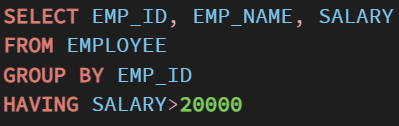 SELECT EMP_ID, EMP_NAME, SALARY
FROM EMPLOYEE
GROUP BY EMP_ID
HAVING SALARY>20000